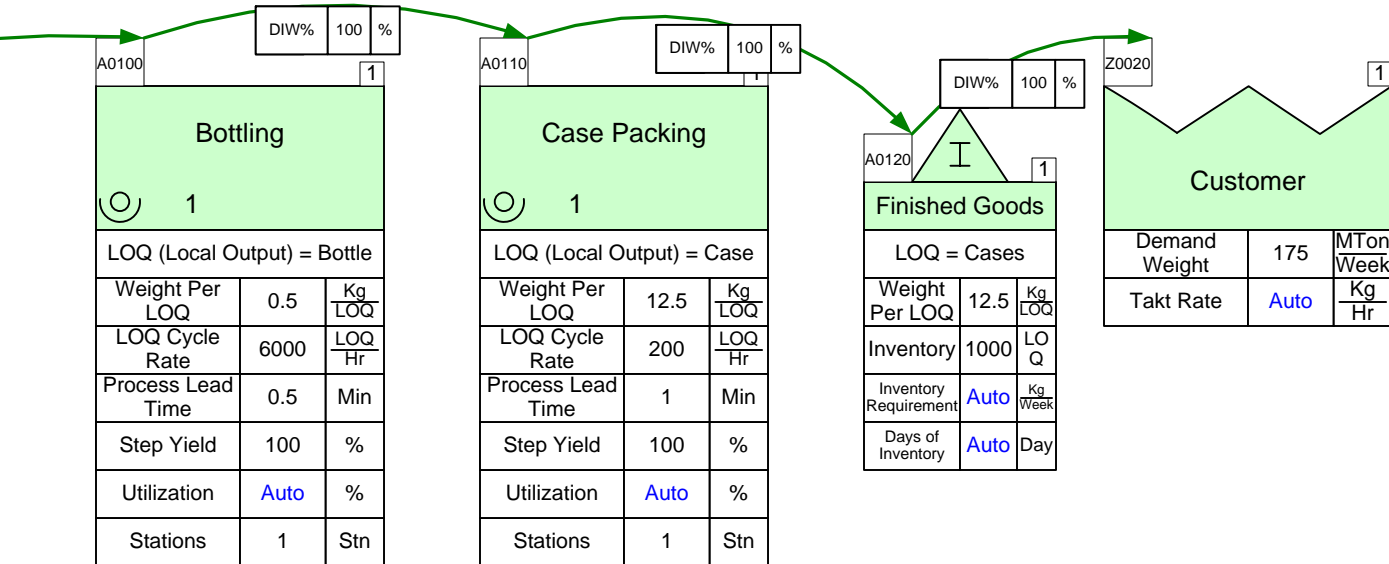 DIW% 100 %
A0100
1
Bottling
1
LOQ (Local Output) = Bottle
Weight Per
LOQ
0.5
Kg
LOQ
LOQ Cycle
Rate
6000
LOQ
Hr
Process Lead
Time
0.5
Min
Step Yield 100 %
Utilization Auto %
Stations 1 Stn
DIW% 100 %
A0110
1
Case Packing
1
LOQ (Local Output) = Case
Weight Per
LOQ
12.5
Kg
LOQ
LOQ Cycle
Rate
200
LOQ
Hr
Process Lead
Time
1
Min
Step Yield 100 %
Utilization Auto %
Stations 1 Stn
DIW% 100 %
A0120
I
1
Finished Goods
LOQ = Cases
Weight
Per LOQ
12.5
Kg
LOQ
Inventory 1000
LO
Q
Inventory
Requirement
Auto
Kg
Week
Days of
Inventory
Auto
Day
Z0020
1
Customer
Demand
Weight
175
MTon
Week
Takt Rate
Auto
Kg
Hr